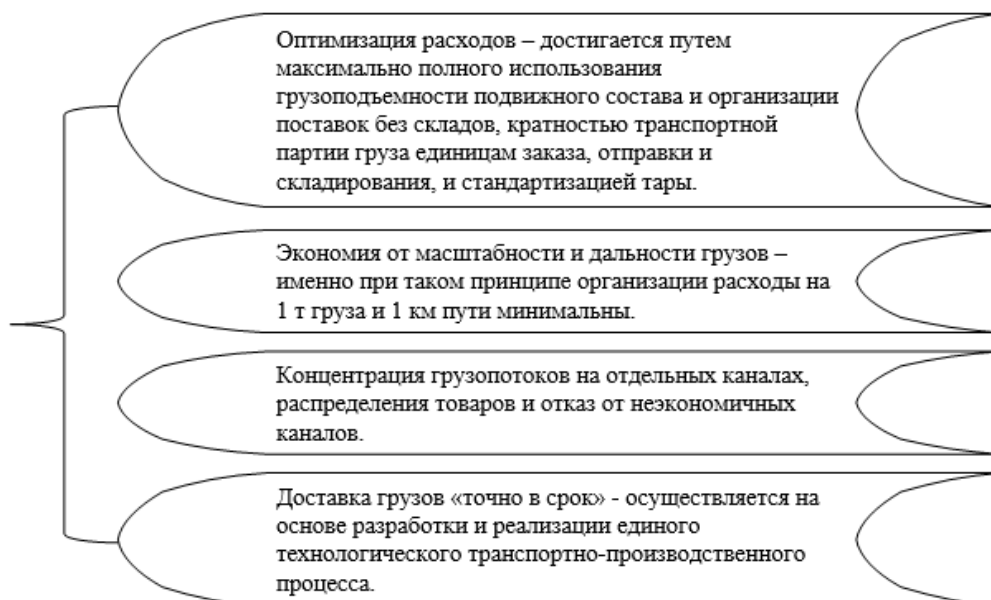 Оптимизация расходов – достигается путем
максимально полного использования
грузоподъемности подвижного состава и организации
поставок без складов, кратностью транспортной
партии груза единицам заказа, отправки и
складирования, и стандартизацией тары.
Экономия от масштабности и дальности грузов –
именно при таком принципе организации расходы на
1 т груза и 1 км пути минимальны.
Концентрация грузопотоков на отдельных каналах,
распределения товаров и отказ от неэкономичных
каналов.
Доставка грузов «точно в срок» - осуществляется на
основе разработки и реализации единого
технологического транспортно-производственного
процесса.